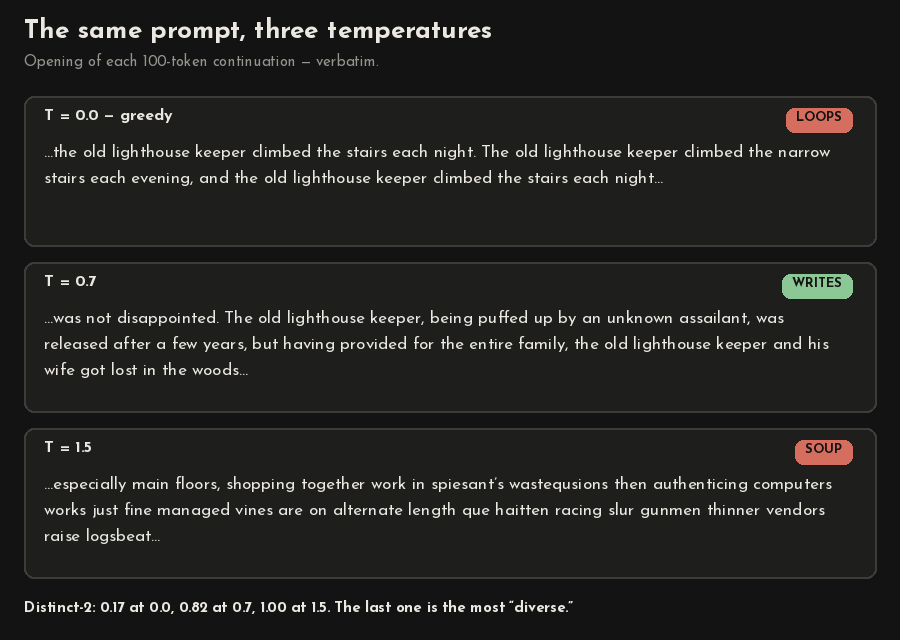 The same prompt, three temperatures
Opening of each 100-token continuation — verbatim.
T = 0.0 — greedy
LOOPS
…the old lighthouse keeper climbed the stairs each night. The old lighthouse keeper climbed the narrow
stairs each evening, and the old lighthouse keeper climbed the stairs each night…
T = 0.7
WRITES
…was not disappointed. The old lighthouse keeper, being puffed up by an unknown assailant, was
released after a few years, but having provided for the entire family, the old lighthouse keeper and his
wife got lost in the woods…
T = 1.5
SOUP
…especially main floors, shopping together work in spiesant’s wastequsions then authenticing computers
works just fine managed vines are on alternate length que haitten racing slur gunmen thinner vendors
raise logsbeat…
Distinct-2: 0.17 at 0.0, 0.82 at 0.7, 1.00 at 1.5. The last one is the most “diverse.”